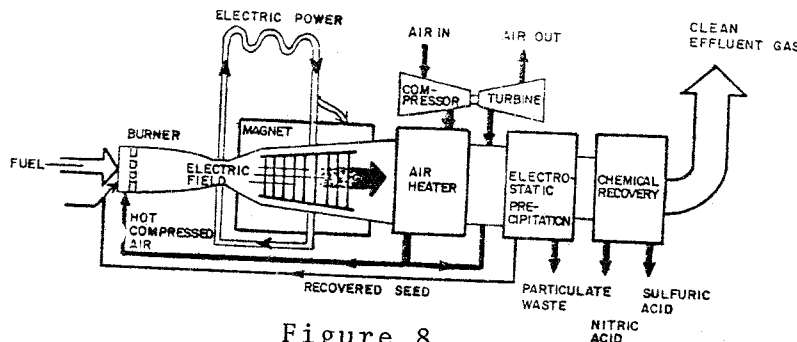 ELECTRIC POWER
AIR IN
AIR OUT
CLEAN
EFFLUENT GAS
COM-
PRESSOR
TURBINE
BURNER
MAGNET
FUEL
ELECTRIC
FIELD
AIR
HEATER
ELECTRO-
STATIC
PRE-
CIPITATION
CHEMICAL
RECOVERY
HOT
COMPRESSED
AIR
RECOVERED SEED
PARTICULATE
WASTE
NITRIC
ACID
SULFURIC
ACID
Figure 8